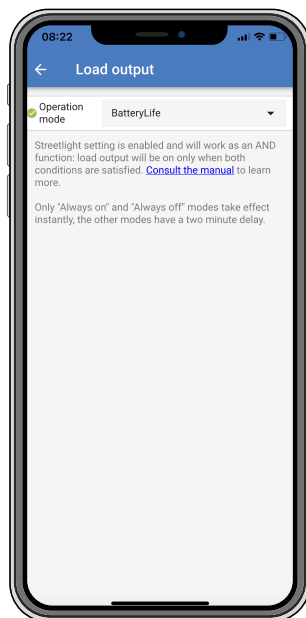 08:22
Load output
Operation
mode
BatteryLife
Streetlight setting is enabled and will work as an AND
function: load output will be on only when both
conditions are satisfied. Consult the manual to learn
more.
Only "Always on" and "Always off" modes take effect
instantly, the other modes have a two minute delay.